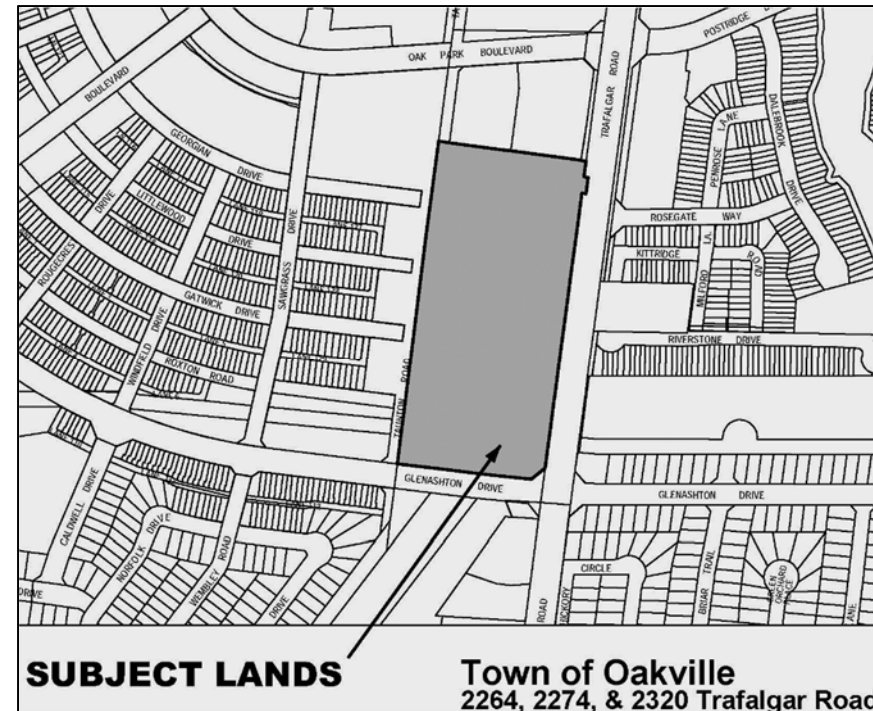 OAK PARK BOULEVARD
POSTRIDGE
BOULEVARD
TRAFALGAR ROAD
DALEBROOK DRIVE
PENROSE LANE
GEORGIAN DRIVE
LITTLEWOOD DRIVE
DRIVE
ROSEGATE WAY
KITTRIDGE ROAD
MILFORD LA.
SAWGRASS DRIVE
GATWICK DRIVE
WINDFIELD DRIVE
ROXTON ROAD
RIVERSTONE DRIVE
TAUNTON ROAD
GLENASHTON DRIVE
GLENASHTON DRIVE
CALDWELL DRIVE
NORFOLK DRIVE
WEMBLEY ROAD
DRIVE
DRIVE
CIRCLE
BRIAR TRAIL
PLACE
ROAD
HICKORY
SUBJECT LANDS
Town of Oakville
2264, 2274, & 2320 Trafalgar Road